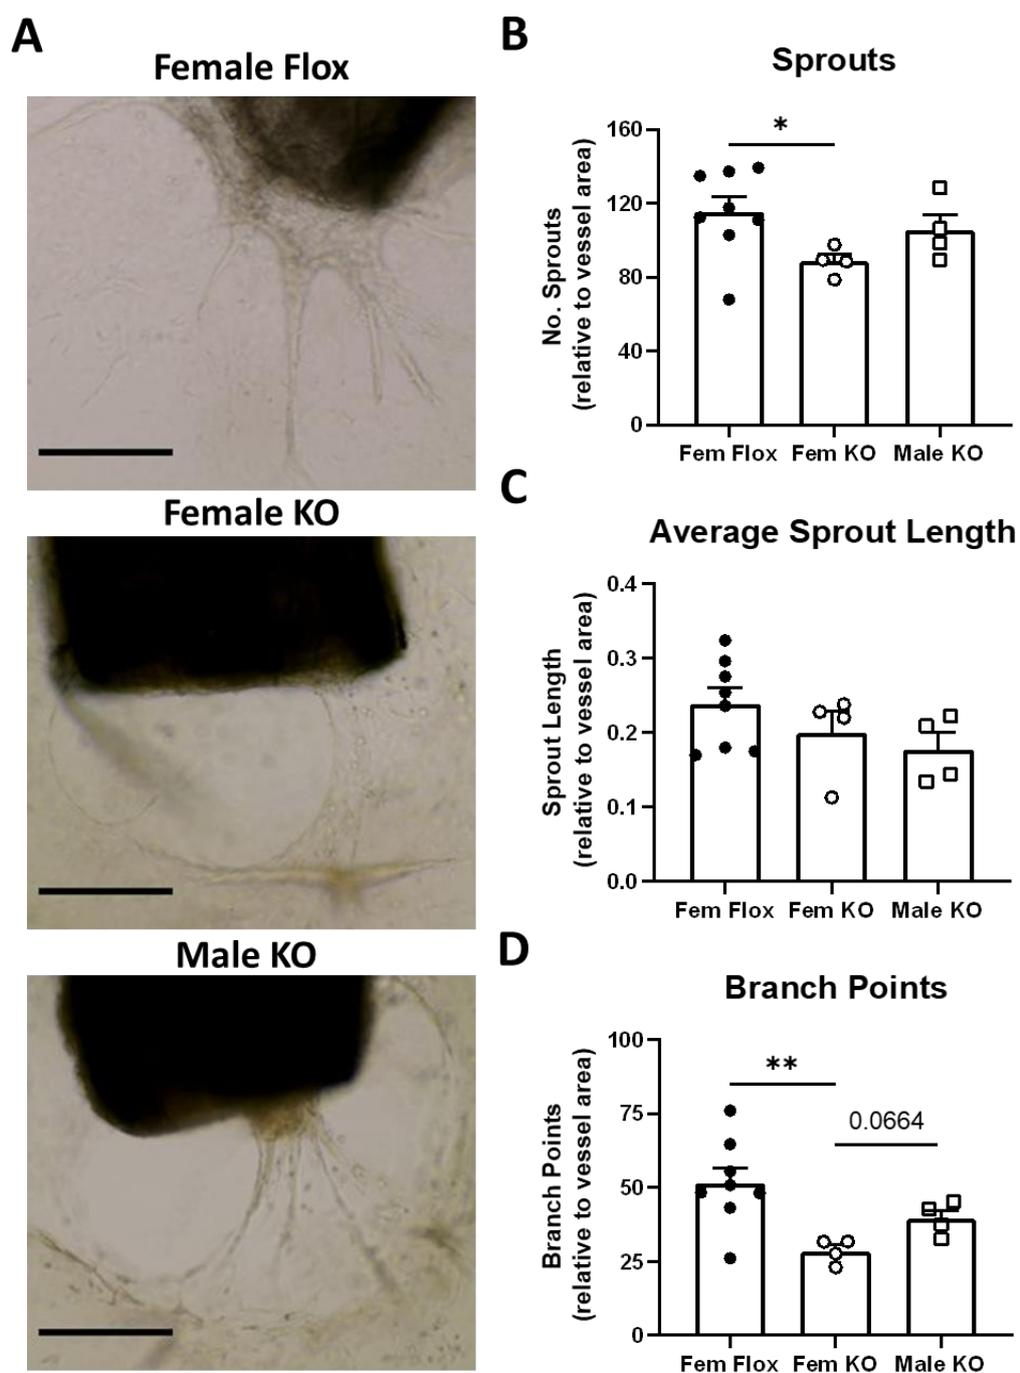 A
Female Flox
Female KO
Male KO
B
Sprouts
No. Sprouts
(relative to vessel area)
160
120
80
40
0
*
Fem Flox Fem KO Male KO
C
Average Sprout Length
Sprout Length
(relative to vessel area)
0.4
0.3
0.2
0.1
0.0
Fem Flox Fem KO Male KO
D
Branch Points
Branch Points
(relative to vessel area)
100
75
50
25
0
**
0.0664
Fem Flox Fem KO Male KO